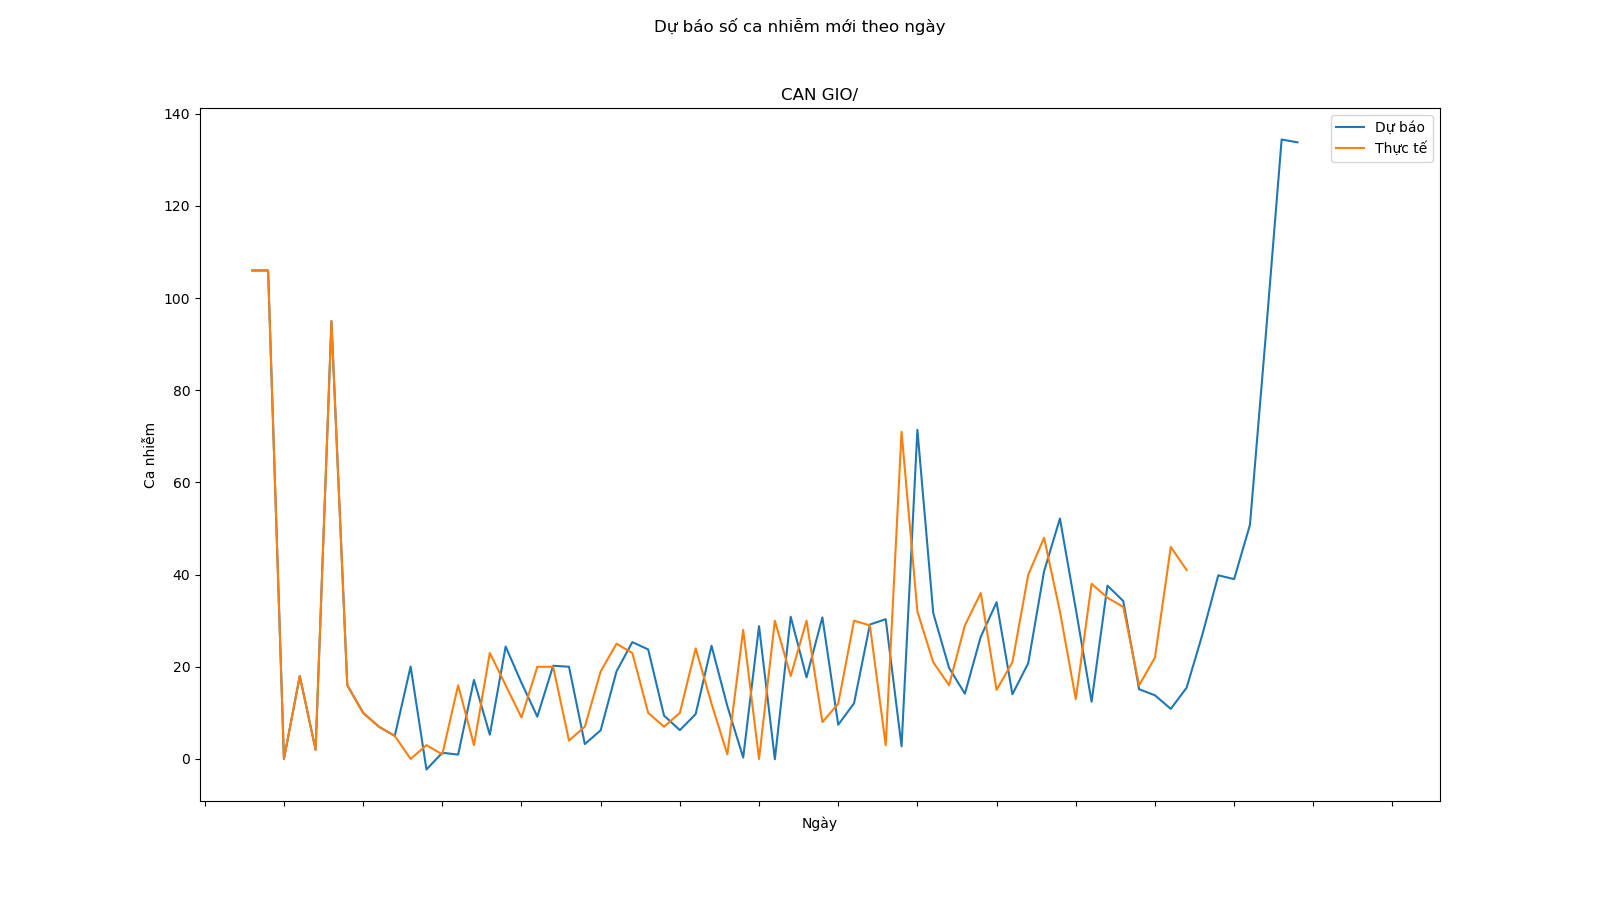 Dự báo số ca nhiễm mới theo ngày
CAN GIO/
Dự báo
Thực tế
140
120
100
80
60
40
20
0
Ca nhiễm
Ngày